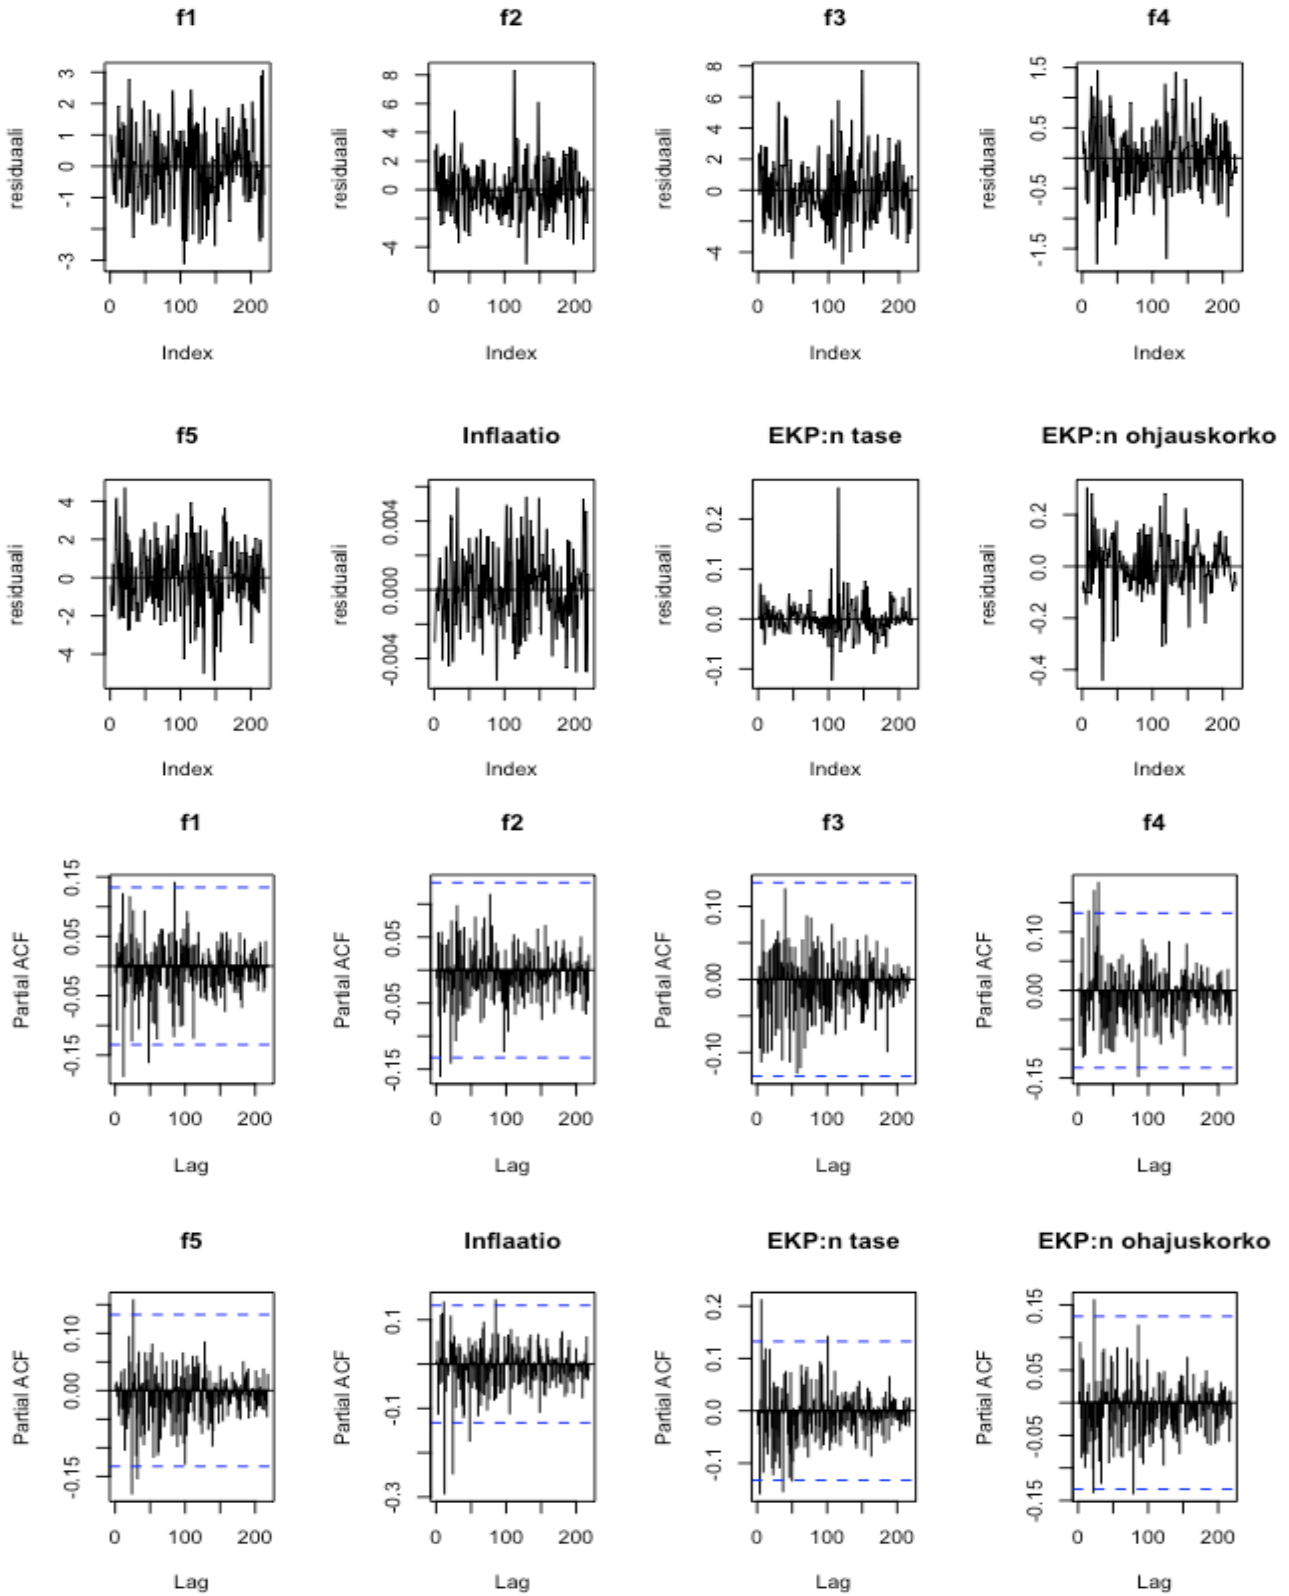 f1 f2 f3 f4
residuaali residuaali residuaali residuaali
3 2 1 0 -1 -3
8 6 4 2 0 -4
8 6 4 2 0 -4
1.5 0.5 -0.5 -1.5
0 100 200 0 100 200 0 100 200 0 100 200
Index Index Index Index
f5 Inflaatio EKP:n tase EKP:n ohjauskorko
residuaali residuaali residuaali residuaali
4 2 0 -2 -4
0.004 0.000 -0.004
0.2 0.1 0.0 -0.1
0.2 0.0 -0.2 -0.4
0 100 200 0 100 200 0 100 200 0 100 200
Index Index Index Index
f1 f2 f3 f4
Partial ACF Partial ACF Partial ACF Partial ACF
0.15 0.05 -0.05 -0.15
0.05 -0.05 -0.15
0.10 0.00 -0.10
0.10 0.00 -0.15
0 100 200 0 100 200 0 100 200 0 100 200
Lag Lag Lag Lag
f5 Inflaatio EKP:n tase EKP:n ohajuskorko
Partial ACF Partial ACF Partial ACF Partial ACF
0.10 0.00 -0.15
0.1 -0.1 -0.3
0.2 0.1 0.0 -0.1
0.15 0.05 -0.05 -0.15
0 100 200 0 100 200 0 100 200 0 100 200
Lag Lag Lag Lag